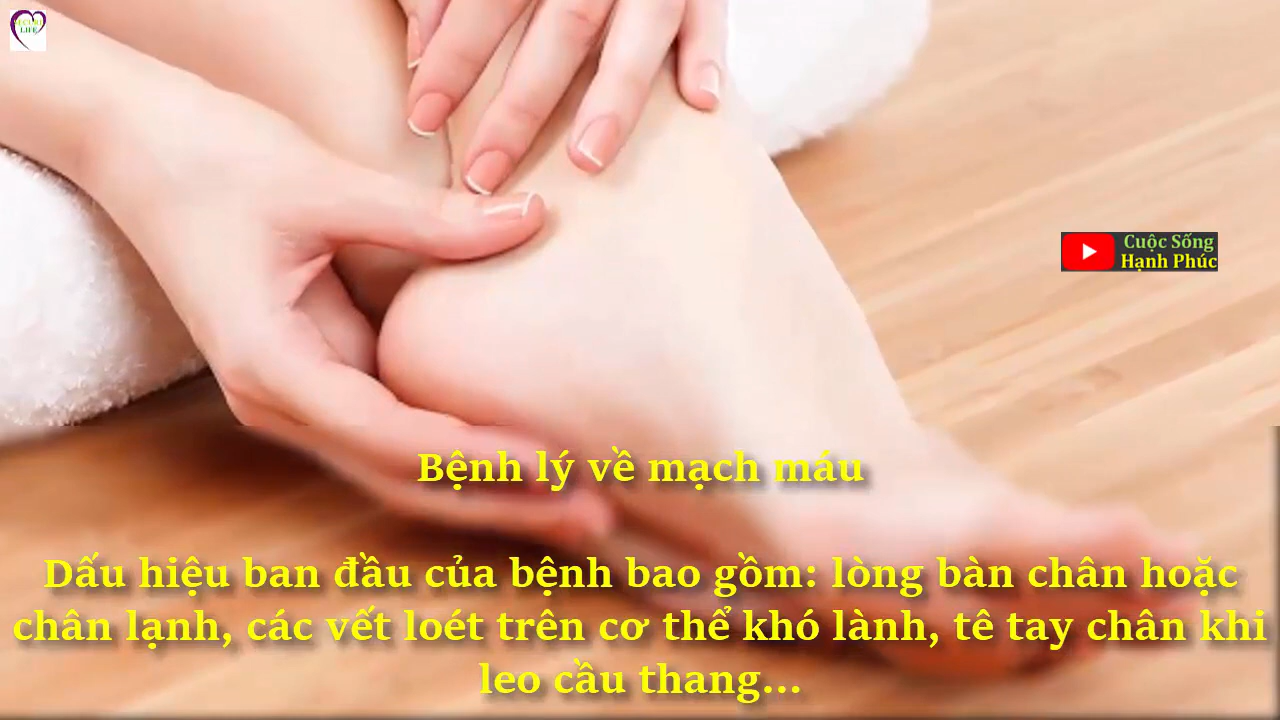 LIFE
Cuộc Sống
Hạnh Phúc
Bệnh lý về mạch máu
Dấu hiệu ban đầu của bệnh bao gồm: lòng bàn chân hoặc
chân lạnh, các vết loét trên cơ thể khó lành, tê tay chân khi
leo cầu thang...